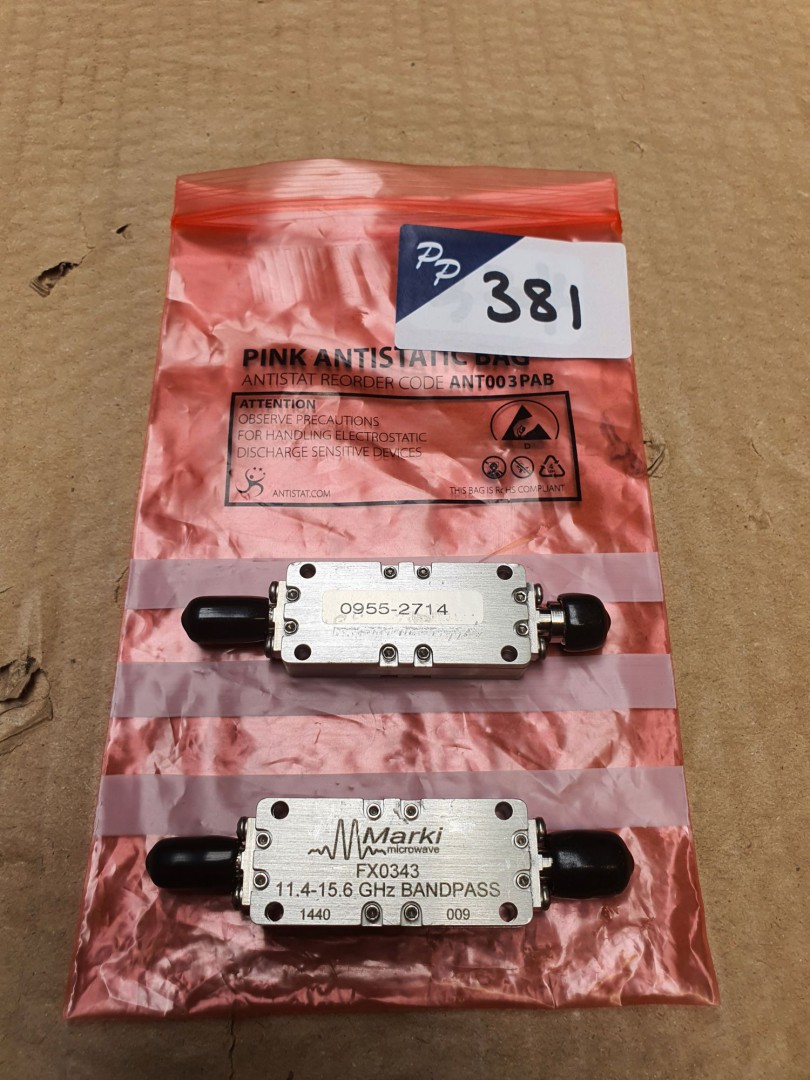 PP
381
PINK ANTISTATIC BAG
ANTISTAT REORDER CODE ANT003PAB
ATTENTION
OBSERVE PRECAUTIONS
FOR HANDLING ELECTROSTATIC
DISCHARGE SENSITIVE DEVICES
D
ANTISTAT.COM
THIS BAG IS RoHS COMPLIANT
0955-2714
Marki
microwave
FX0343
11.4-15.6 GHz BANDPASS
1440 009